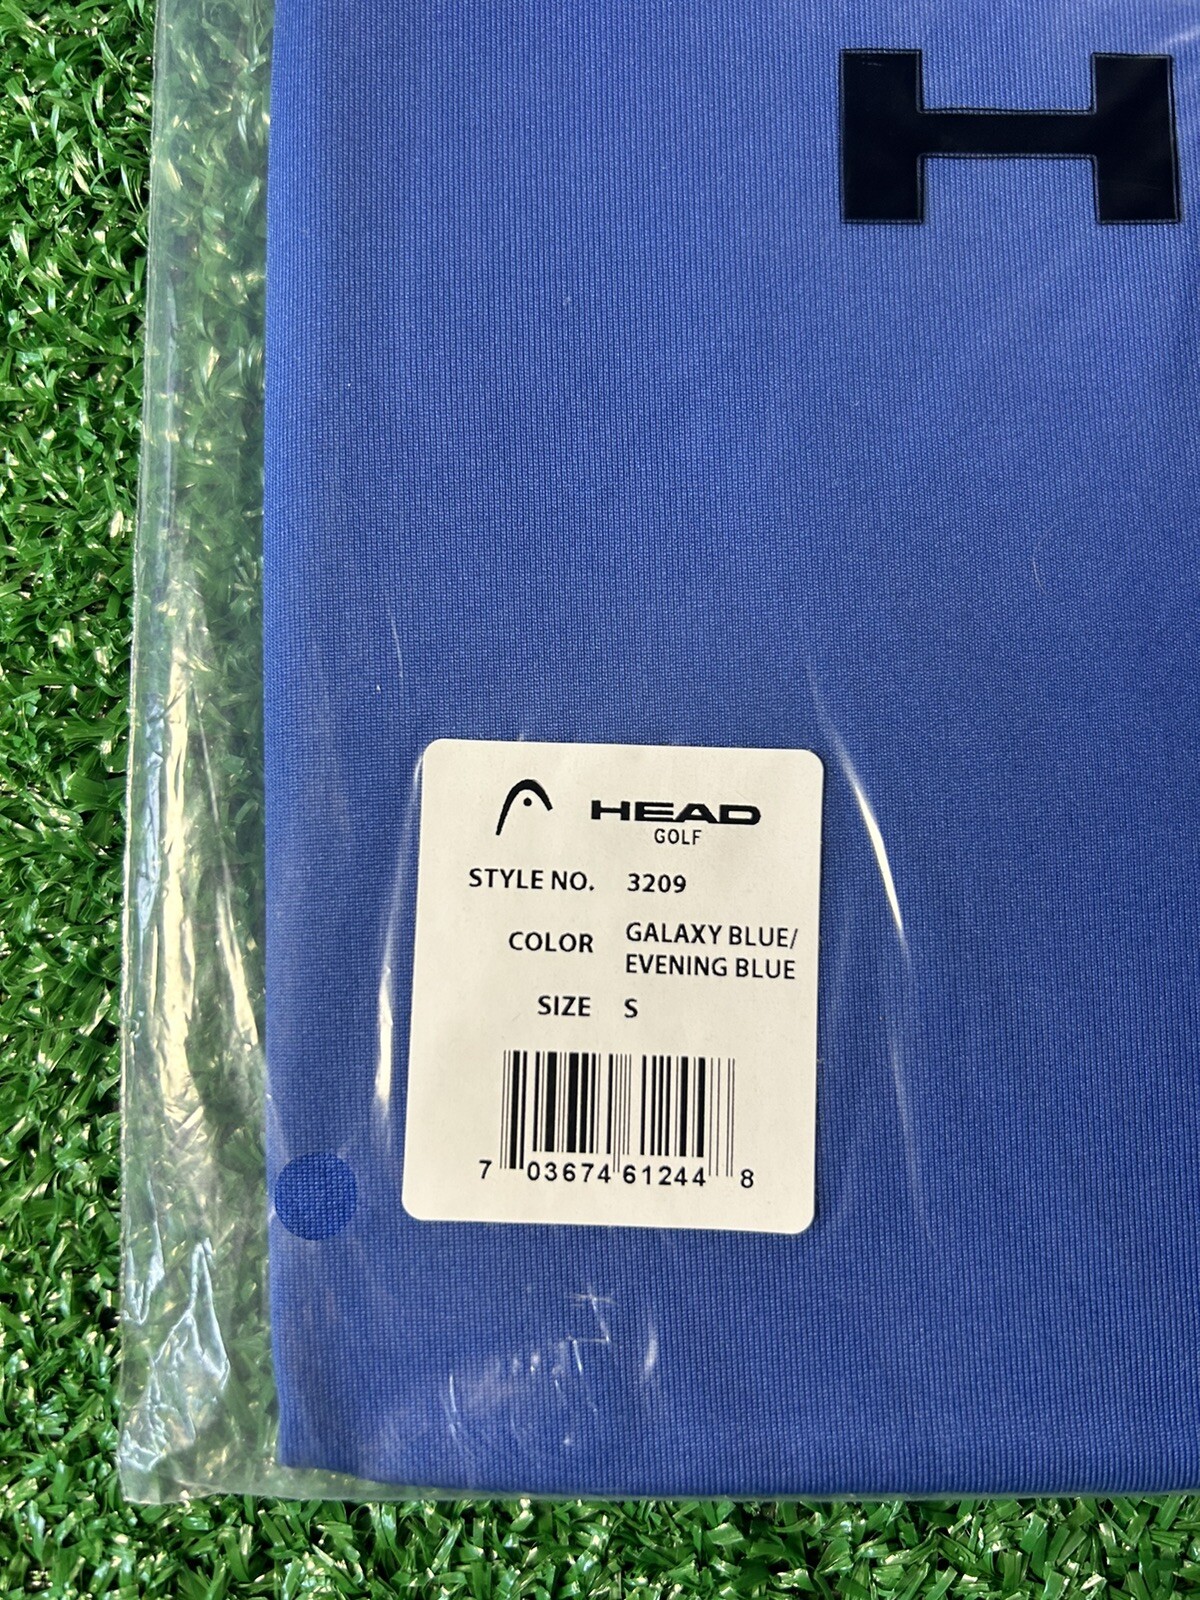 H
HEAD
GOLF
STYLE NO. 3209
COLOR GALAXY BLUE/
EVENING BLUE
SIZE S
7 03674 61244 8